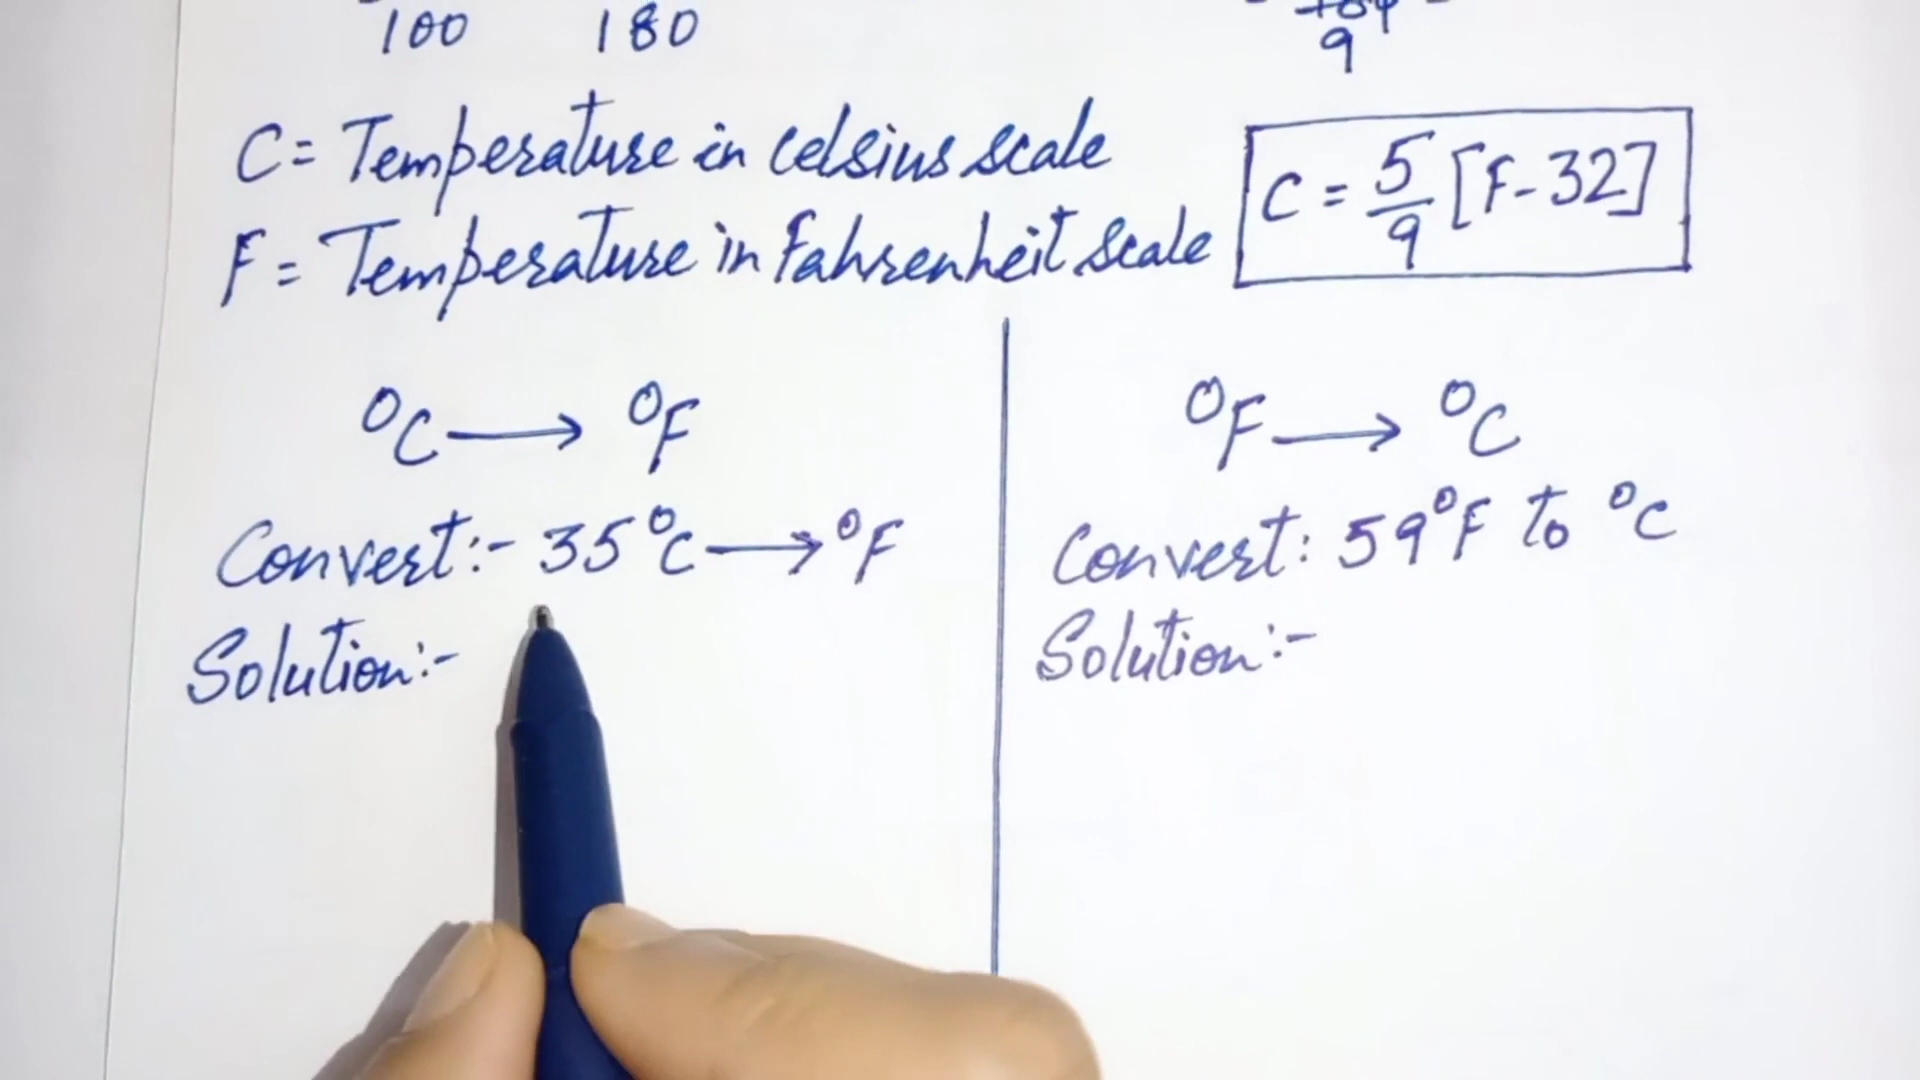 100 180
9
C = Temperature in celsius scale
F = Temperature in Fahrenheit scale
C = 5/9 [F - 32]
°C → °F
Convert :- 35°C → °F
Solution :-
°F → °C
Convert : 59°F to °C
Solution :-